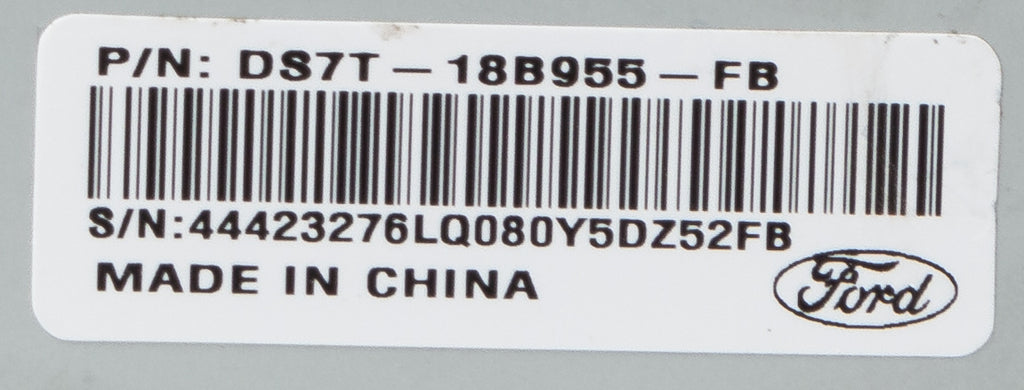 P/N: DS7T-18B955-FB
S/N:44423276LQ080Y5DZ52FB
MADE IN CHINA
Ford